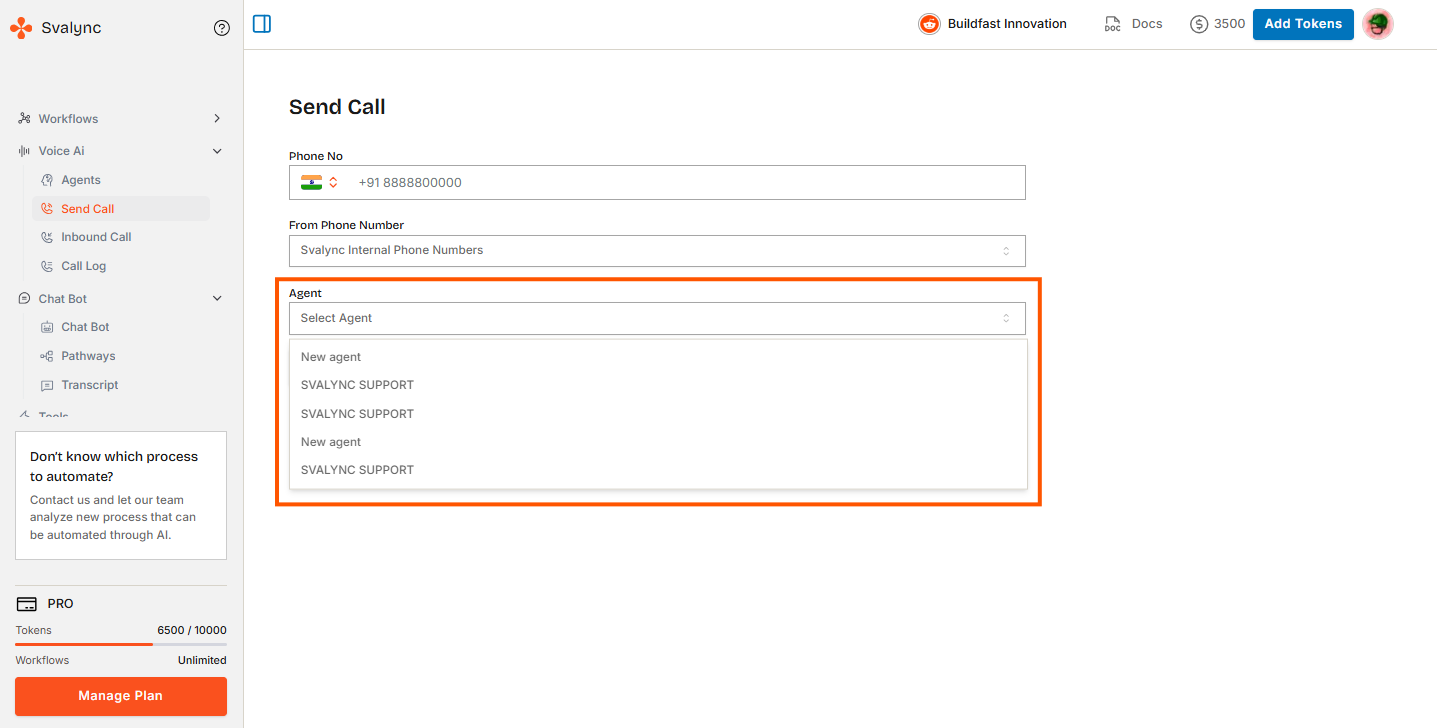 Svalync
Buildfast Innovation
DOC
Docs
3500
Add Tokens
Workflows
Voice Ai
Agents
Send Call
Inbound Call
Call Log
Chat Bot
Chat Bot
Pathways
Transcript
Tools
Don't know which process
to automate?
Contact us and let our team
analyze new process that can
be automated through AI.
PRO
Tokens 6500 / 10000
Workflows Unlimited
Manage Plan
Send Call
Phone No
+91 8888800000
From Phone Number
Svalync Internal Phone Numbers
Agent
Select Agent
New agent
SVALYNC SUPPORT
SVALYNC SUPPORT
New agent
SVALYNC SUPPORT